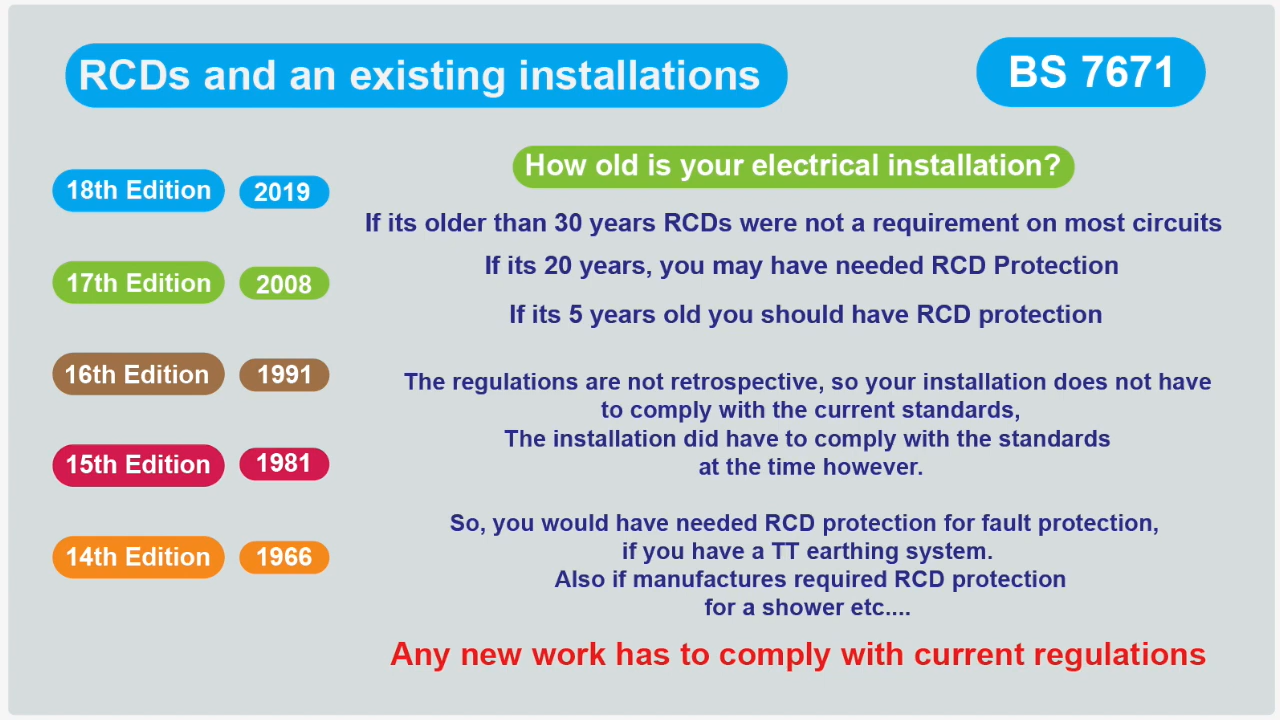 RCDs and an existing installations
BS 7671
18th Edition 2019
17th Edition 2008
16th Edition 1991
15th Edition 1981
14th Edition 1966
How old is your electrical installation?
If its older than 30 years RCDs were not a requirement on most circuits
If its 20 years, you may have needed RCD Protection
If its 5 years old you should have RCD protection
The regulations are not retrospective, so your installation does not have
to comply with the current standards,
The installation did have to comply with the standards
at the time however.
So, you would have needed RCD protection for fault protection,
if you have a TT earthing system.
Also if manufactures required RCD protection
for a shower etc....
Any new work has to comply with current regulations